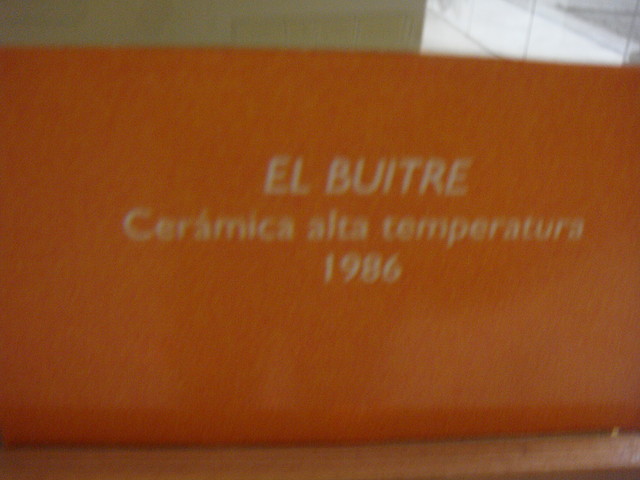 EL BUITRE
Cerámica alta temperatura
1986